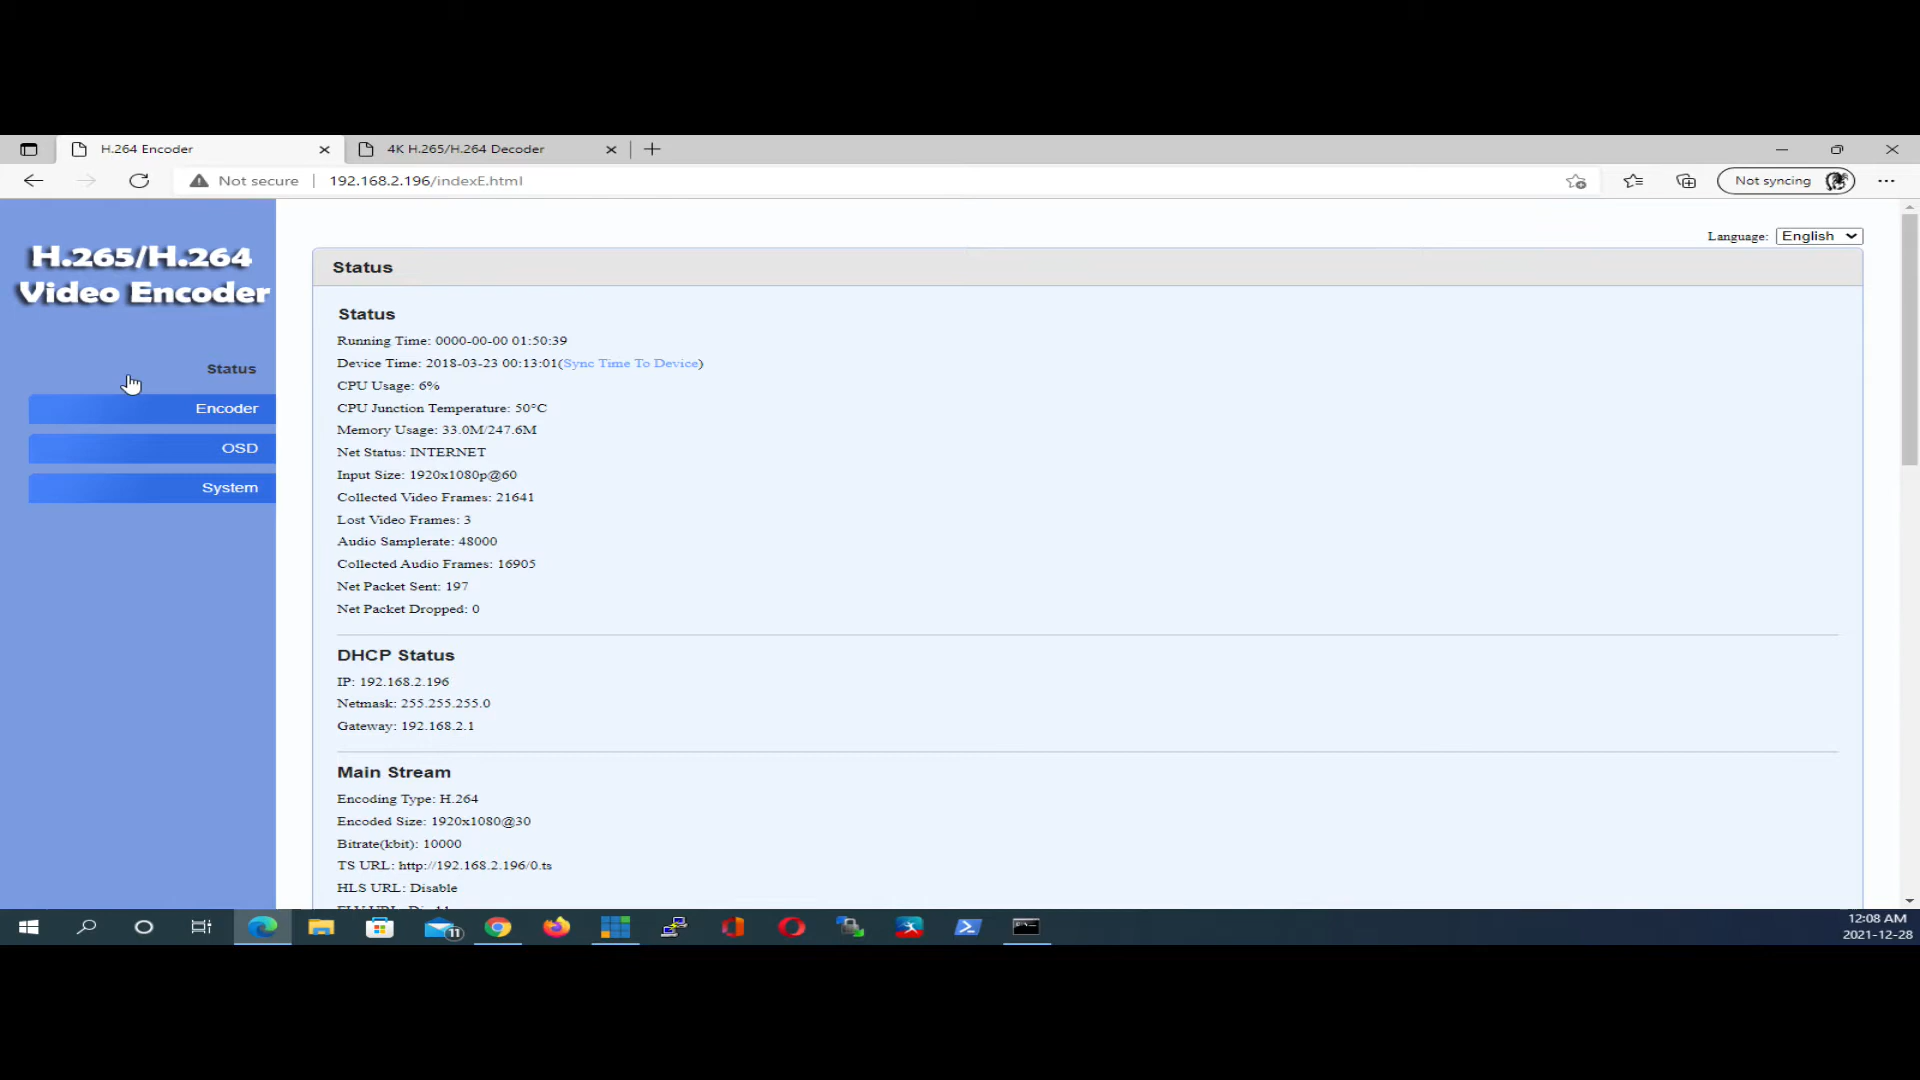 H.264 Encoder
4K H.265/H.264 Decoder
Not secure
192.168.2.196/indexE.html
Not syncing
H.265/H.264
Video Encoder
Status
Encoder
OSD
System
Language: English
Status
Status
Running Time: 0000-00-00 01:50:39
Device Time: 2018-03-23 00:13:01(Sync Time To Device)
CPU Usage: 6%
CPU Junction Temperature: 50°C
Memory Usage: 33.0M/247.6M
Net Status: INTERNET
Input Size: 1920x1080p@60
Collected Video Frames: 21641
Lost Video Frames: 3
Audio Samplerate: 48000
Collected Audio Frames: 16905
Net Packet Sent: 197
Net Packet Dropped: 0
DHCP Status
IP: 192.168.2.196
Netmask: 255.255.255.0
Gateway: 192.168.2.1
Main Stream
Encoding Type: H.264
Encoded Size: 1920x1080@30
Bitrate(kbit): 10000
TS URL: http://192.168.2.196/0.ts
HLS URL: Disable
11
12:08 AM
2021-12-28